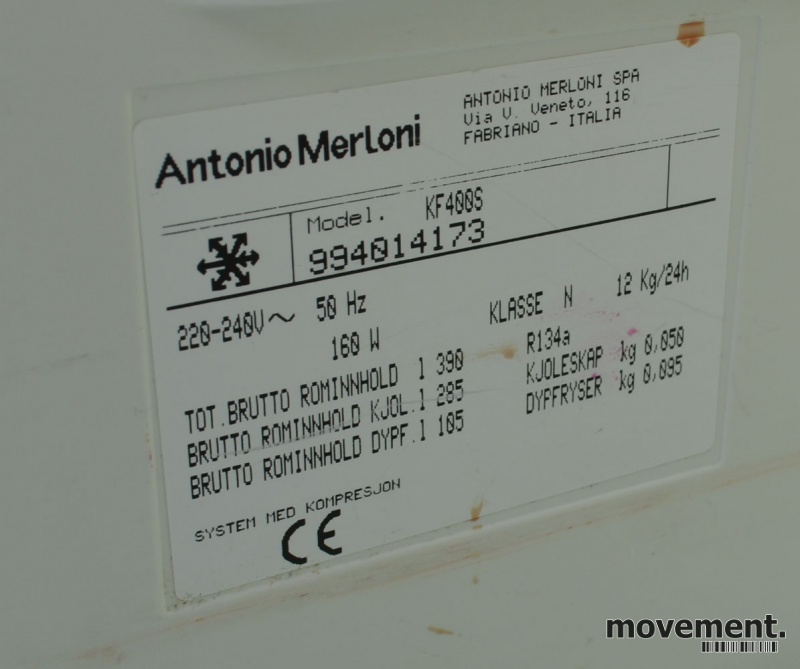 Antonio Merloni
ANTONIO MERLONI SPA
Via V. Veneto, 116
FABRIANO - ITALIA
Model. KF400S
994014173
220-240V~ 50 Hz
160 W
KLASSE N 12 Kg/24h
R134a
KJOLESKAP kg 0,050
DYPFRYSER kg 0,095
TOT.BRUTTO ROMINNHOLD l 390
BRUTTO ROMINNHOLD KJOL.l 285
BRUTTO ROMINNHOLD DYPF.l 105
SYSTEM MED KOMPRESJON
CE
movement.